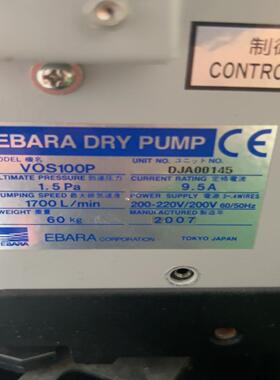 制
CONTRO
EBARA DRY PUMP CE
MODEL 機名 UNIT NO. ユニットNO.
VOS100P DJA00145
ULTIMATE PRESSURE 到達圧力 CURRENT RATING 定格電流
1.5Pa 9.5A
PUMPING SPEED 最大排気速度 POWER SUPPLY 電源 3~,4WIRES
1700 L/min 200-220V/200V 60/50Hz
WEIGHT 重量 MANUFACTURED 製造年
60 kg 2007
EBARA
EBARA CORPORATION TOKYO JAPAN